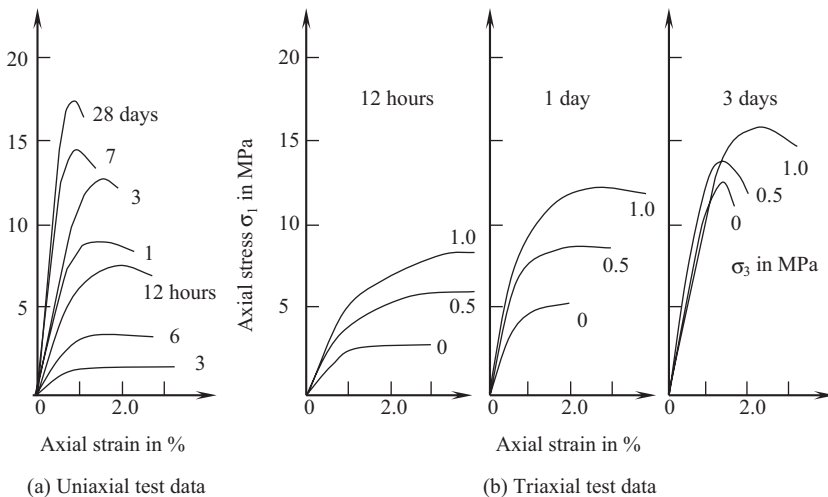 20
15
10
5
0
2.0
28 days
7
3
1
12 hours
6
3
Axial strain in %
(a) Uniaxial test data
Axial stress σ1 in MPa
20
15
10
5
0
2.0
12 hours
1.0
0.5
0
0
2.0
1 day
1.0
0.5
0
0
2.0
3 days
1.0
0.5
0
σ3 in MPa
Axial strain in %
(b) Triaxial test data